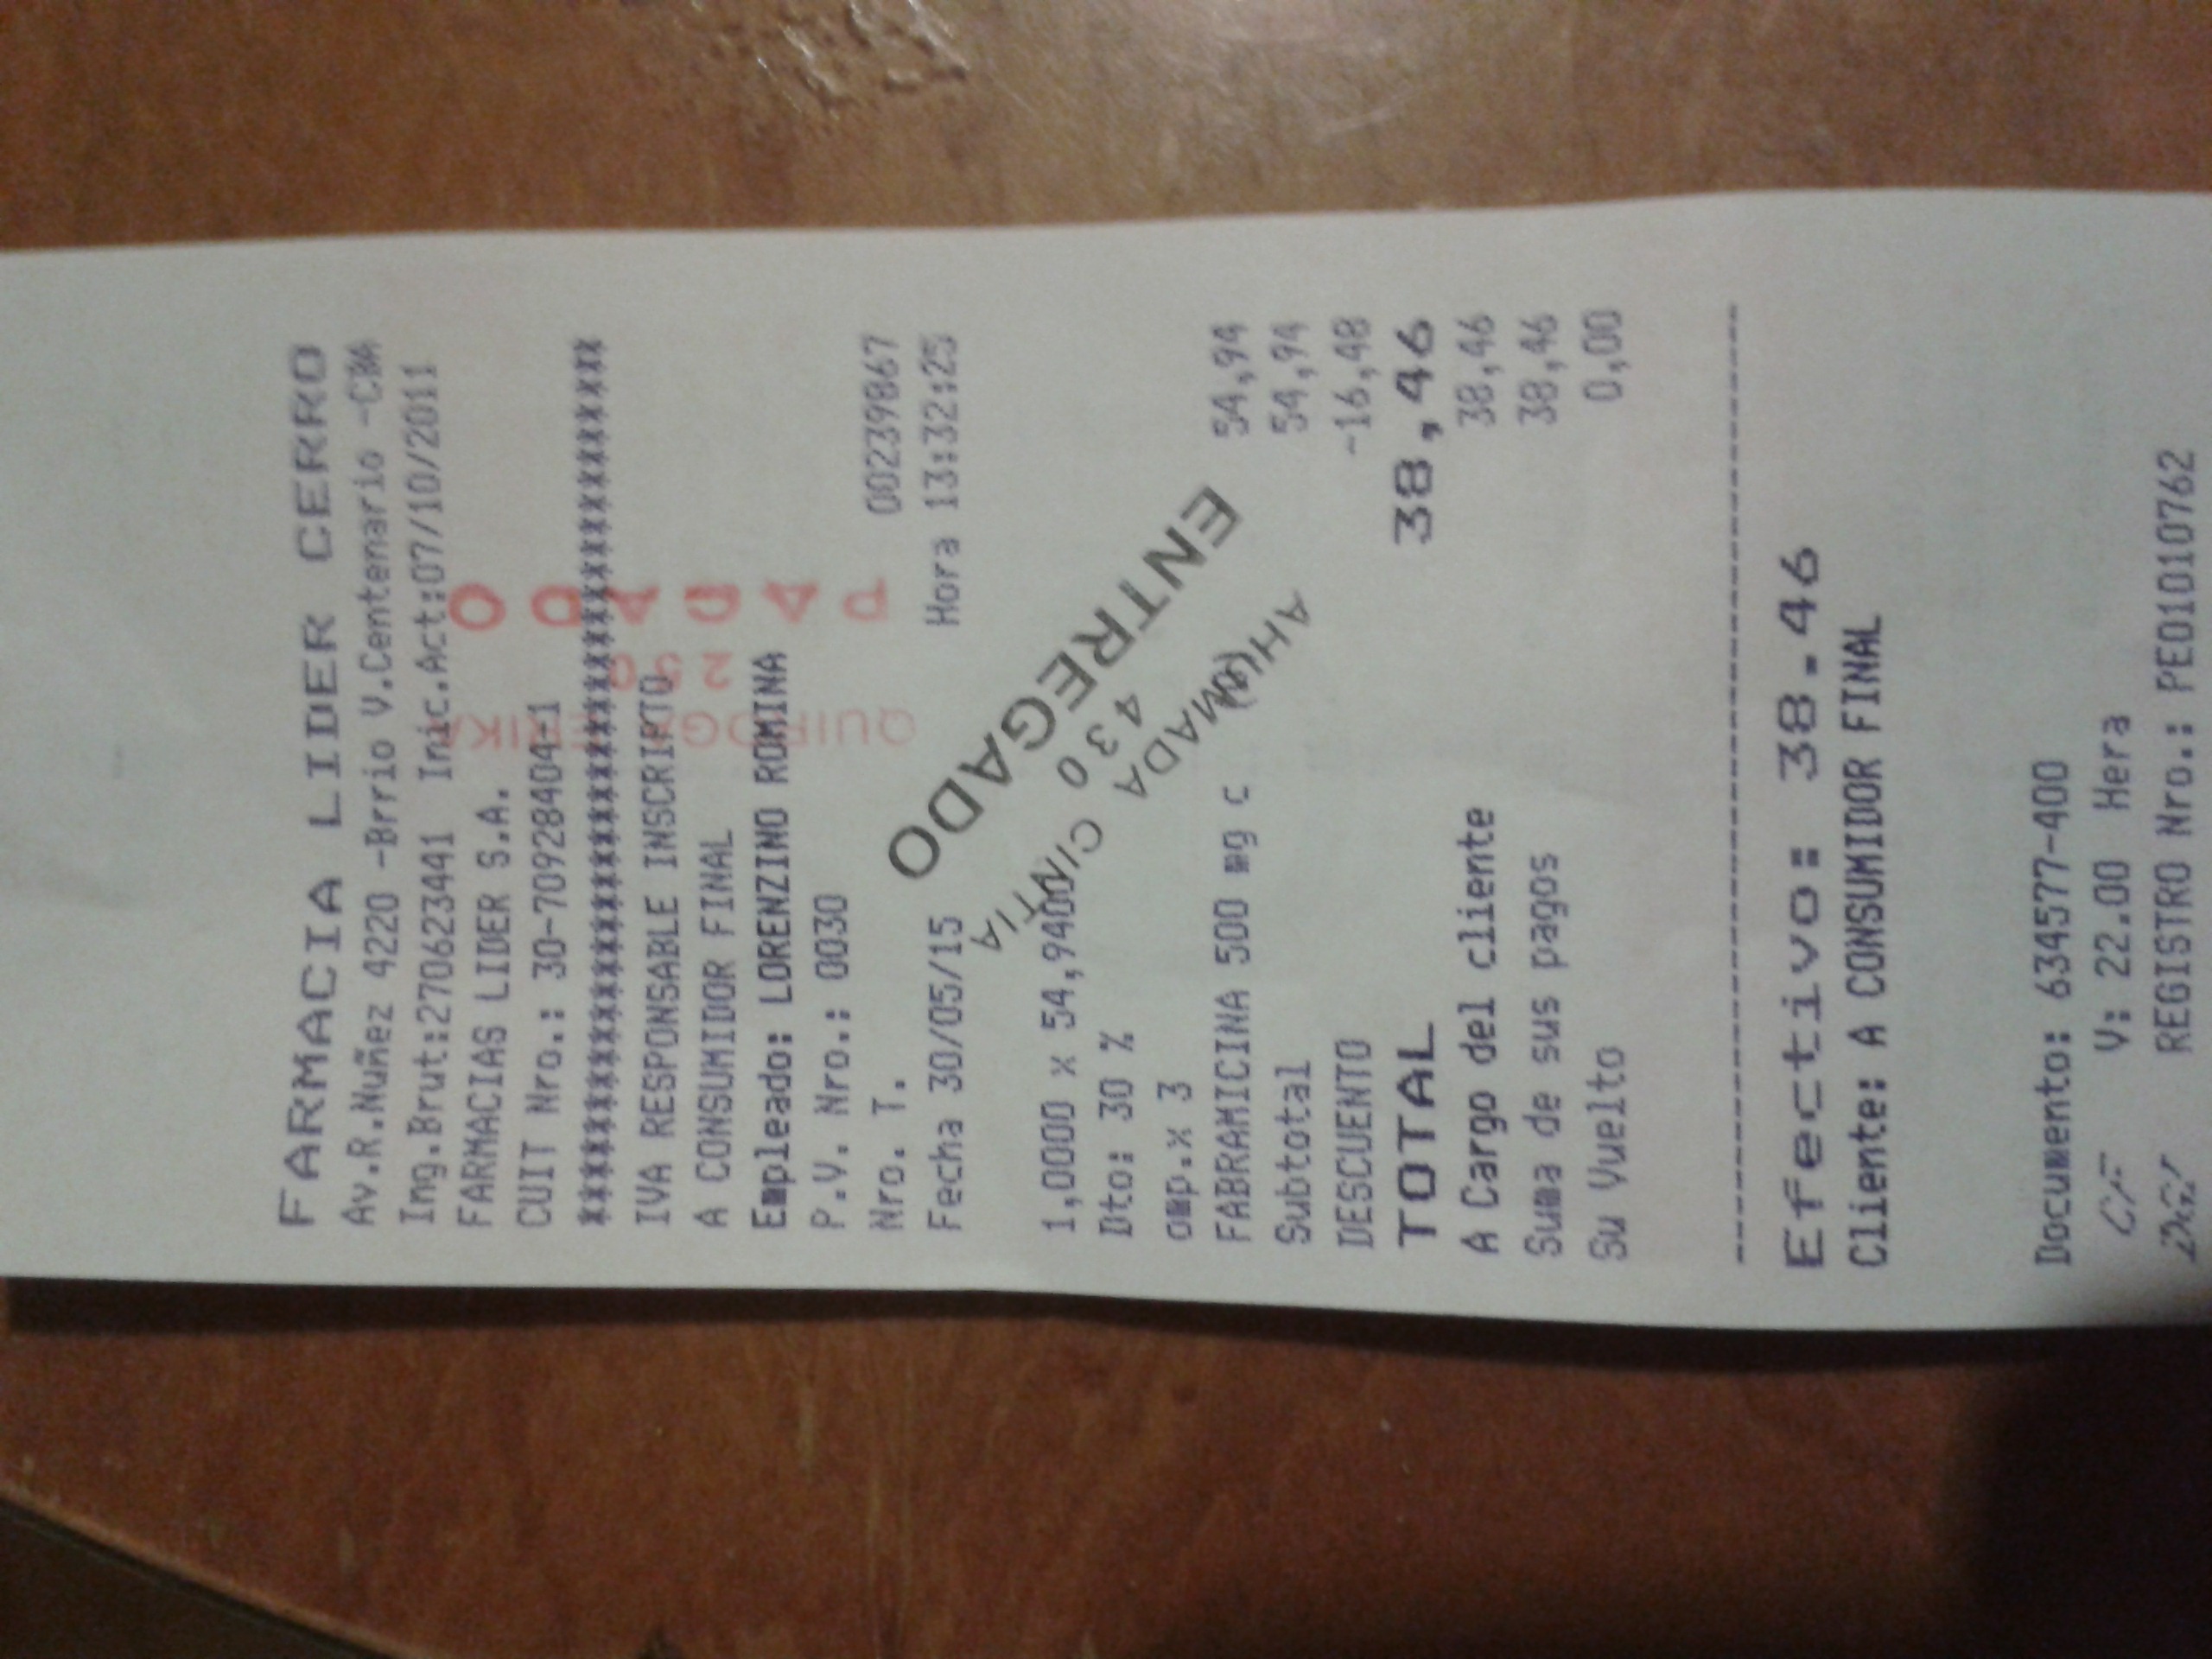 FARMACIA LIDER CERRO
Av.R.Nuñez 4220 -Brrio V.Centenario -CBA
Ing.Brut:270623441 Inic.Act:07/10/2011
FARMACIAS LIDER S.A.
CUIT Nro.: 30-70928404-1
****************************************
IVA RESPONSABLE INSCRIPTO
A CONSUMIDOR FINAL
Empleado: LORENZINO ROMINA
P.V. Nro.: 0030
Nro. T. 00239867
Fecha 30/05/15 Hora 13:32:25
PAGADO
250
QUIROGA ERIKA
ENTREGADO
430
AHUMADA CINTIA
1,0000 x 54,9400
Dto: 30 %
omp.x 3
FABRAMICINA 500 mg c 54,94
Subtotal 54,94
DESCUENTO -16,48
TOTAL 38,46
A Cargo del cliente 38,46
Suma de sus pagos 38,46
Su Vuelto 0,00
----------------------------------------
Efectivo: 38.46
Cliente: A CONSUMIDOR FINAL
Documento: 634577-400
CF V: 22.00 Hera
DGI REGISTRO Nro.: PE01010762